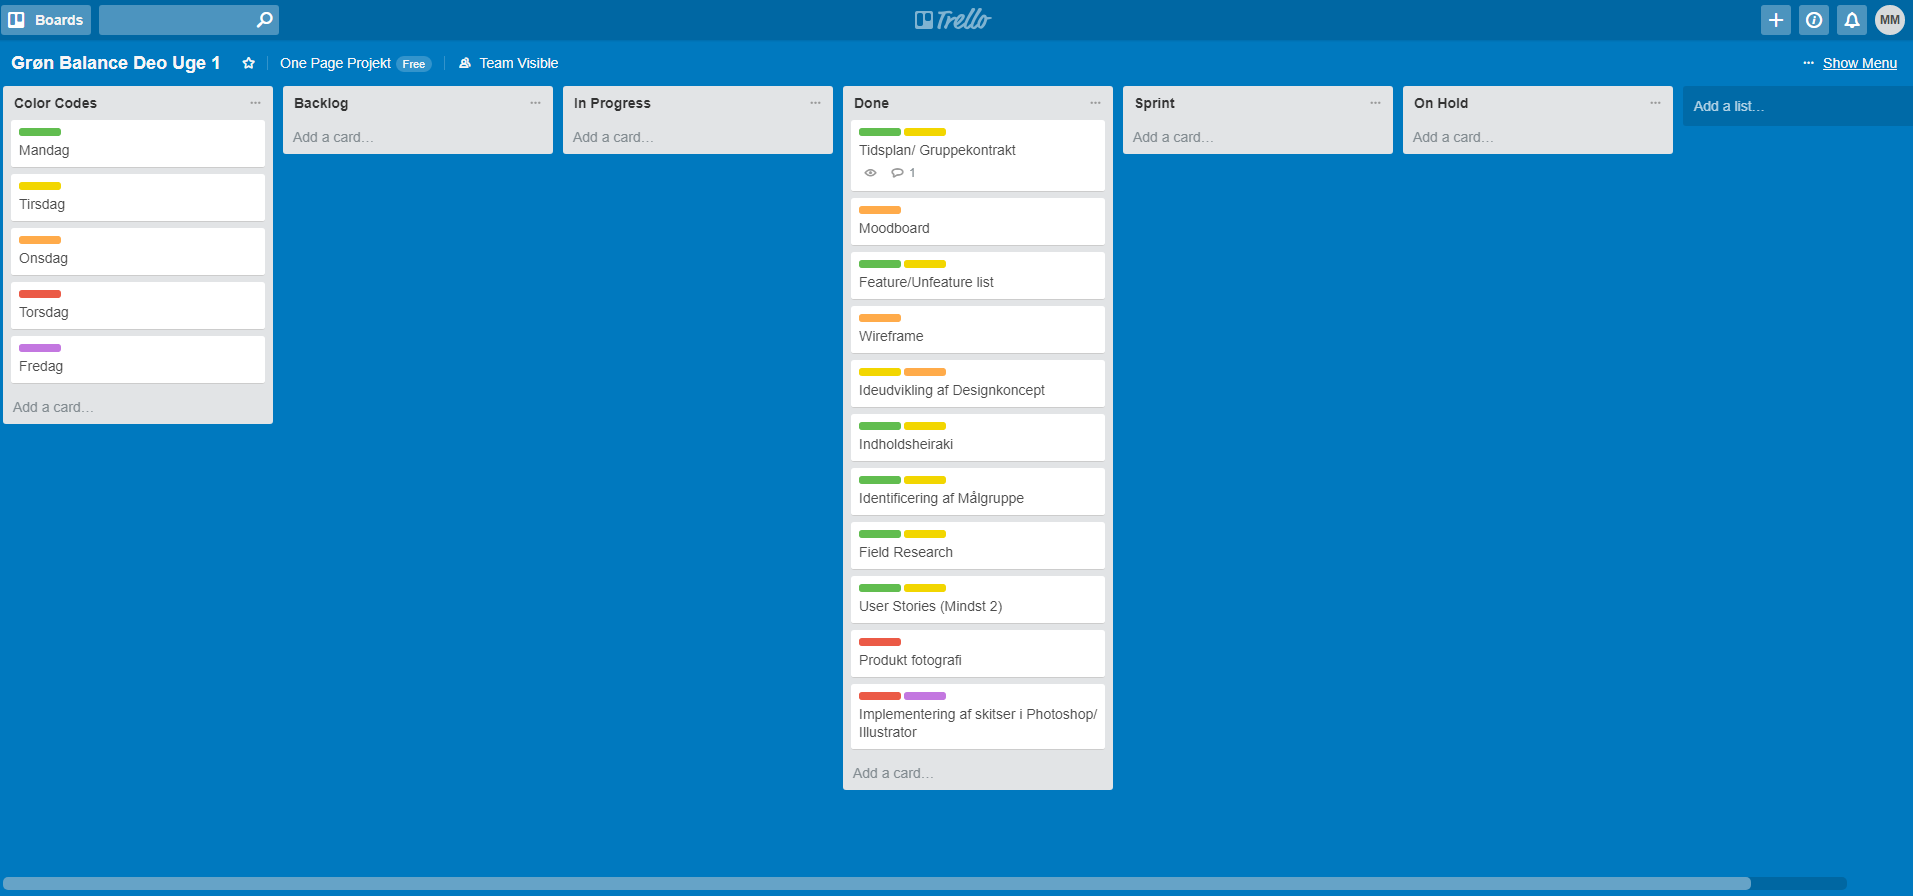 Boards
Trello
MM
Grøn Balance Deo Uge 1
One Page Projekt Free
Team Visible
Show Menu
Color Codes
Mandag
Tirsdag
Onsdag
Torsdag
Fredag
Add a card...
Backlog
Add a card...
In Progress
Add a card...
Done
Tidsplan/ Gruppekontrakt
1
Moodboard
Feature/Unfeature list
Wireframe
Ideudvikling af Designkoncept
Indholdsheiraki
Identificering af Målgruppe
Field Research
User Stories (Mindst 2)
Produkt fotografi
Implementering af skitser i Photoshop/
Illustrator
Add a card...
Sprint
Add a card...
On Hold
Add a card...
Add a list...